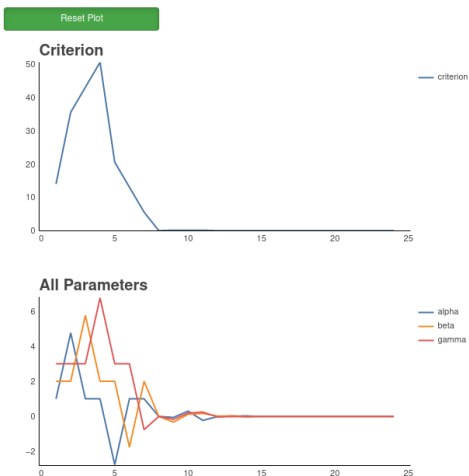 Reset Plot
Criterion
50
40
30
20
10
0
0 5 10 15 20 25
criterion
All Parameters
6
4
2
0
−2
0 5 10 15 20 25
alpha
beta
gamma